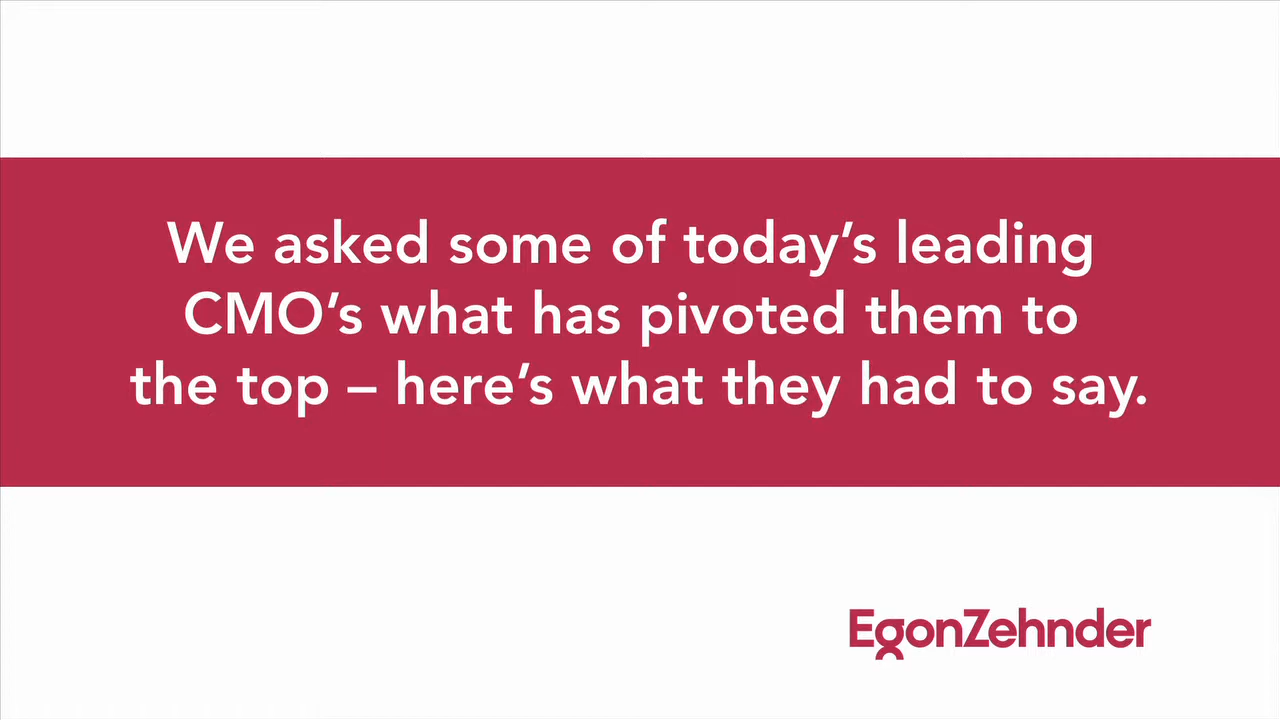 We asked some of today’s leading
CMO’s what has pivoted them to
the top – here’s what they had to say.
EgonZehnder